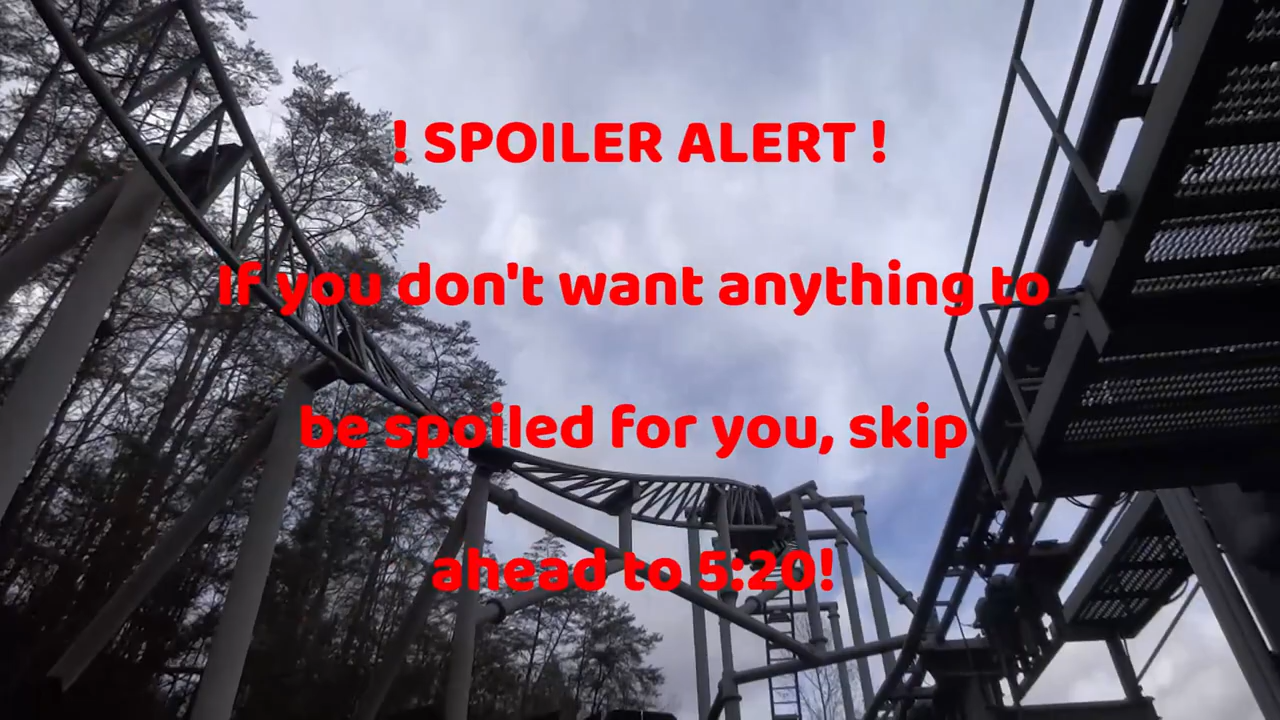 ! SPOILER ALERT !
If you don't want anything to
be spoiled for you, skip
ahead to 5:20!